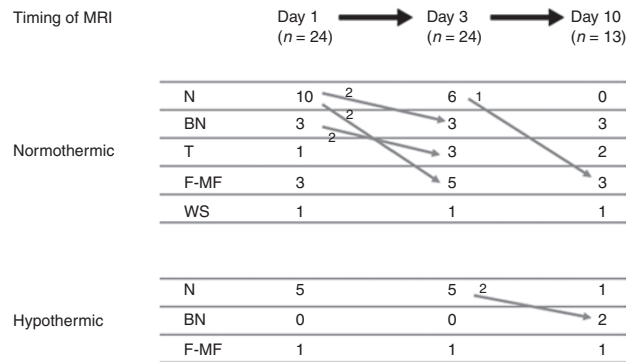 Timing of MRI Day 1 Day 3 Day 10
(n = 24) (n = 24) (n = 13)
N 10 2 6 1 0
2
BN 3 3 3
2
Normothermic T 1 3 2
F-MF 3 5 3
WS 1 1 1
N 5 5 2 1
Hypothermic BN 0 0 2
F-MF 1 1 1